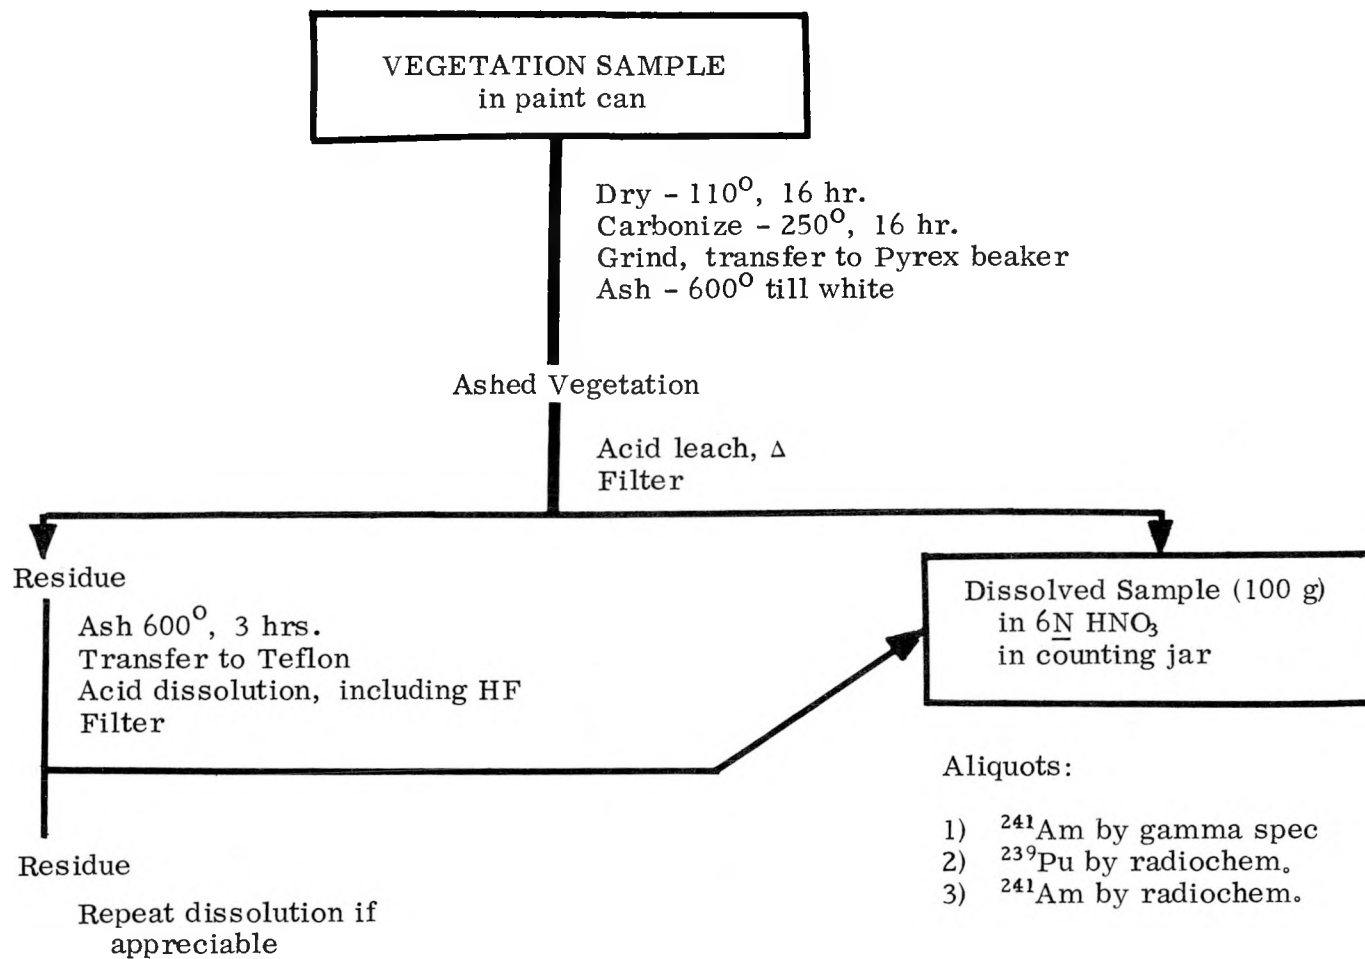 VEGETATION SAMPLE
in paint can
Dry - 110°, 16 hr.
Carbonize - 250°, 16 hr.
Grind, transfer to Pyrex beaker
Ash - 600° till white
Ashed Vegetation
Acid leach, Δ
Filter
Residue
Ash 600°, 3 hrs.
Transfer to Teflon
Acid dissolution, including HF
Filter
Residue
Repeat dissolution if
appreciable
Dissolved Sample (100 g)
in 6N HNO₃
in counting jar
Aliquots:
1) ²⁴¹Am by gamma spec
2) ²³⁹Pu by radiochem.
3) ²⁴¹Am by radiochem.